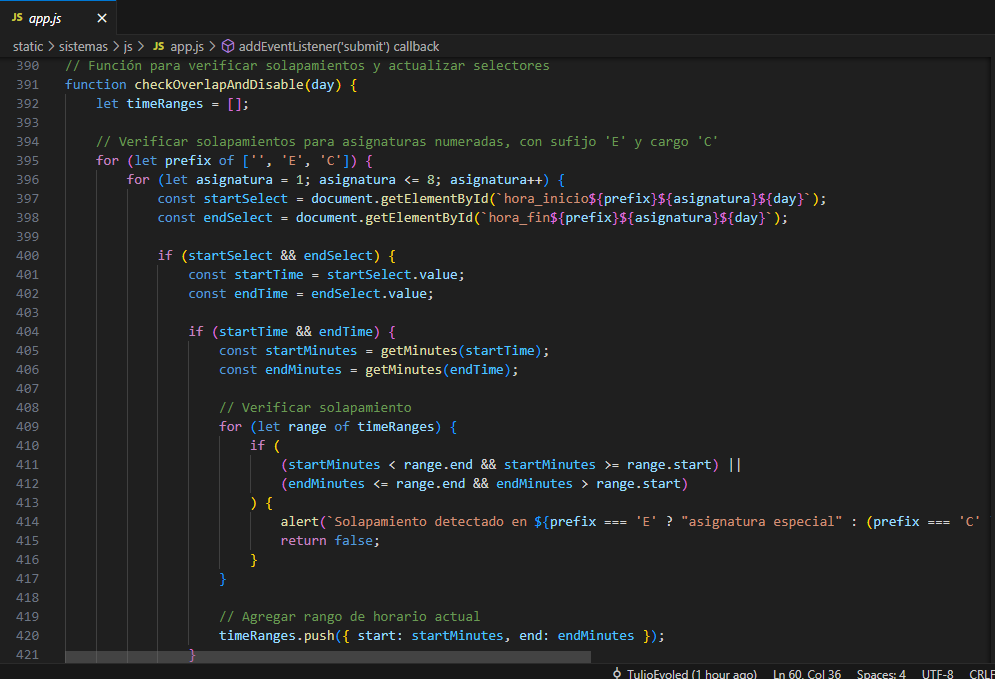 JS app.js ×
static > sistemas > js > JS app.js > addEventListener('submit') callback
390 // Función para verificar solapamientos y actualizar selectores
391 function checkOverlapAndDisable(day) {
392     let timeRanges = [];
393
394     // Verificar solapamientos para asignaturas numeradas, con sufijo 'E' y cargo 'C'
395     for (let prefix of ['', 'E', 'C']) {
396         for (let asignatura = 1; asignatura <= 8; asignatura++) {
397             const startSelect = document.getElementById(`hora_inicio${prefix}${asignatura}${day}`);
398             const endSelect = document.getElementById(`hora_fin${prefix}${asignatura}${day}`);
399
400             if (startSelect && endSelect) {
401                 const startTime = startSelect.value;
402                 const endTime = endSelect.value;
403
404                 if (startTime && endTime) {
405                     const startMinutes = getMinutes(startTime);
406                     const endMinutes = getMinutes(endTime);
407
408                     // Verificar solapamiento
409                     for (let range of timeRanges) {
410                         if (
411                             (startMinutes < range.end && startMinutes >= range.start) ||
412                             (endMinutes <= range.end && endMinutes > range.start)
413                         ) {
414                             alert(`Solapamiento detectado en ${prefix === 'E' ? "asignatura especial" : (prefix === 'C'
415                             return false;
416                         }
417                     }
418
419                     // Agregar rango de horario actual
420                     timeRanges.push({ start: startMinutes, end: endMinutes });
421                 }
TulioEvoled (1 hour ago) Ln 60, Col 36 Spaces: 4 UTF-8 CRLF